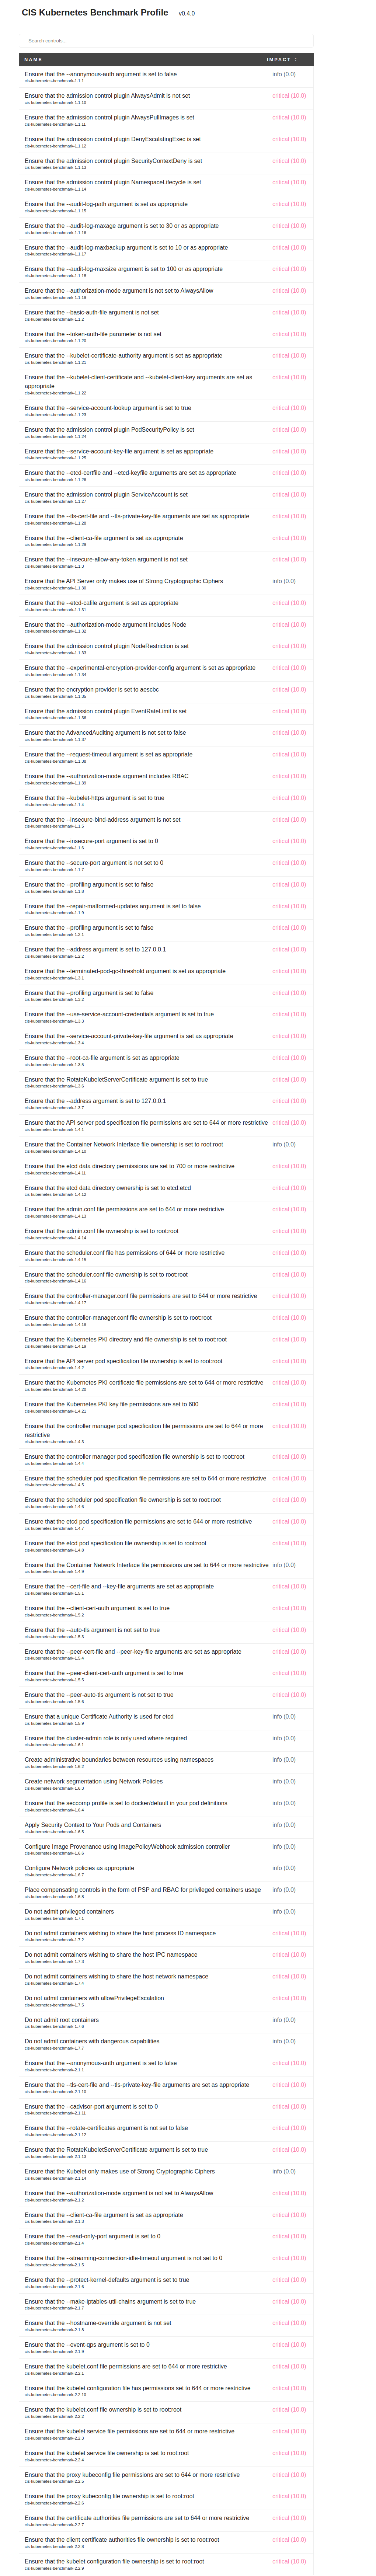 CIS Kubernetes Benchmark Profile v0.4.0
Search controls...
NAME IMPACT
Ensure that the --anonymous-auth argument is set to false info (0.0)
cis-kubernetes-benchmark-1.1.1
Ensure that the admission control plugin AlwaysAdmit is not set critical (10.0)
cis-kubernetes-benchmark-1.1.10
Ensure that the admission control plugin AlwaysPullImages is set critical (10.0)
cis-kubernetes-benchmark-1.1.11
Ensure that the admission control plugin DenyEscalatingExec is set critical (10.0)
cis-kubernetes-benchmark-1.1.12
Ensure that the admission control plugin SecurityContextDeny is set critical (10.0)
cis-kubernetes-benchmark-1.1.13
Ensure that the admission control plugin NamespaceLifecycle is set critical (10.0)
cis-kubernetes-benchmark-1.1.14
Ensure that the --audit-log-path argument is set as appropriate critical (10.0)
cis-kubernetes-benchmark-1.1.15
Ensure that the --audit-log-maxage argument is set to 30 or as appropriate critical (10.0)
cis-kubernetes-benchmark-1.1.16
Ensure that the --audit-log-maxbackup argument is set to 10 or as appropriate critical (10.0)
cis-kubernetes-benchmark-1.1.17
Ensure that the --audit-log-maxsize argument is set to 100 or as appropriate critical (10.0)
cis-kubernetes-benchmark-1.1.18
Ensure that the --authorization-mode argument is not set to AlwaysAllow critical (10.0)
cis-kubernetes-benchmark-1.1.19
Ensure that the --basic-auth-file argument is not set critical (10.0)
cis-kubernetes-benchmark-1.1.2
Ensure that the --token-auth-file parameter is not set critical (10.0)
cis-kubernetes-benchmark-1.1.20
Ensure that the --kubelet-certificate-authority argument is set as appropriate critical (10.0)
cis-kubernetes-benchmark-1.1.21
Ensure that the --kubelet-client-certificate and --kubelet-client-key arguments are set as critical (10.0)
appropriate
cis-kubernetes-benchmark-1.1.22
Ensure that the --service-account-lookup argument is set to true critical (10.0)
cis-kubernetes-benchmark-1.1.23
Ensure that the admission control plugin PodSecurityPolicy is set critical (10.0)
cis-kubernetes-benchmark-1.1.24
Ensure that the --service-account-key-file argument is set as appropriate critical (10.0)
cis-kubernetes-benchmark-1.1.25
Ensure that the --etcd-certfile and --etcd-keyfile arguments are set as appropriate critical (10.0)
cis-kubernetes-benchmark-1.1.26
Ensure that the admission control plugin ServiceAccount is set critical (10.0)
cis-kubernetes-benchmark-1.1.27
Ensure that the --tls-cert-file and --tls-private-key-file arguments are set as appropriate critical (10.0)
cis-kubernetes-benchmark-1.1.28
Ensure that the --client-ca-file argument is set as appropriate critical (10.0)
cis-kubernetes-benchmark-1.1.29
Ensure that the --insecure-allow-any-token argument is not set critical (10.0)
cis-kubernetes-benchmark-1.1.3
Ensure that the API Server only makes use of Strong Cryptographic Ciphers info (0.0)
cis-kubernetes-benchmark-1.1.30
Ensure that the --etcd-cafile argument is set as appropriate critical (10.0)
cis-kubernetes-benchmark-1.1.31
Ensure that the --authorization-mode argument includes Node critical (10.0)
cis-kubernetes-benchmark-1.1.32
Ensure that the admission control plugin NodeRestriction is set critical (10.0)
cis-kubernetes-benchmark-1.1.33
Ensure that the --experimental-encryption-provider-config argument is set as appropriate critical (10.0)
cis-kubernetes-benchmark-1.1.34
Ensure that the encryption provider is set to aescbc critical (10.0)
cis-kubernetes-benchmark-1.1.35
Ensure that the admission control plugin EventRateLimit is set critical (10.0)
cis-kubernetes-benchmark-1.1.36
Ensure that the AdvancedAuditing argument is not set to false critical (10.0)
cis-kubernetes-benchmark-1.1.37
Ensure that the --request-timeout argument is set as appropriate critical (10.0)
cis-kubernetes-benchmark-1.1.38
Ensure that the --authorization-mode argument includes RBAC critical (10.0)
cis-kubernetes-benchmark-1.1.39
Ensure that the --kubelet-https argument is set to true critical (10.0)
cis-kubernetes-benchmark-1.1.4
Ensure that the --insecure-bind-address argument is not set critical (10.0)
cis-kubernetes-benchmark-1.1.5
Ensure that the --insecure-port argument is set to 0 critical (10.0)
cis-kubernetes-benchmark-1.1.6
Ensure that the --secure-port argument is not set to 0 critical (10.0)
cis-kubernetes-benchmark-1.1.7
Ensure that the --profiling argument is set to false critical (10.0)
cis-kubernetes-benchmark-1.1.8
Ensure that the --repair-malformed-updates argument is set to false critical (10.0)
cis-kubernetes-benchmark-1.1.9
Ensure that the --profiling argument is set to false critical (10.0)
cis-kubernetes-benchmark-1.2.1
Ensure that the --address argument is set to 127.0.0.1 critical (10.0)
cis-kubernetes-benchmark-1.2.2
Ensure that the --terminated-pod-gc-threshold argument is set as appropriate critical (10.0)
cis-kubernetes-benchmark-1.3.1
Ensure that the --profiling argument is set to false critical (10.0)
cis-kubernetes-benchmark-1.3.2
Ensure that the --use-service-account-credentials argument is set to true critical (10.0)
cis-kubernetes-benchmark-1.3.3
Ensure that the --service-account-private-key-file argument is set as appropriate critical (10.0)
cis-kubernetes-benchmark-1.3.4
Ensure that the --root-ca-file argument is set as appropriate critical (10.0)
cis-kubernetes-benchmark-1.3.5
Ensure that the RotateKubeletServerCertificate argument is set to true critical (10.0)
cis-kubernetes-benchmark-1.3.6
Ensure that the --address argument is set to 127.0.0.1 critical (10.0)
cis-kubernetes-benchmark-1.3.7
Ensure that the API server pod specification file permissions are set to 644 or more restrictive critical (10.0)
cis-kubernetes-benchmark-1.4.1
Ensure that the Container Network Interface file ownership is set to root:root info (0.0)
cis-kubernetes-benchmark-1.4.10
Ensure that the etcd data directory permissions are set to 700 or more restrictive critical (10.0)
cis-kubernetes-benchmark-1.4.11
Ensure that the etcd data directory ownership is set to etcd:etcd critical (10.0)
cis-kubernetes-benchmark-1.4.12
Ensure that the admin.conf file permissions are set to 644 or more restrictive critical (10.0)
cis-kubernetes-benchmark-1.4.13
Ensure that the admin.conf file ownership is set to root:root critical (10.0)
cis-kubernetes-benchmark-1.4.14
Ensure that the scheduler.conf file has permissions of 644 or more restrictive critical (10.0)
cis-kubernetes-benchmark-1.4.15
Ensure that the scheduler.conf file ownership is set to root:root critical (10.0)
cis-kubernetes-benchmark-1.4.16
Ensure that the controller-manager.conf file permissions are set to 644 or more restrictive critical (10.0)
cis-kubernetes-benchmark-1.4.17
Ensure that the controller-manager.conf file ownership is set to root:root critical (10.0)
cis-kubernetes-benchmark-1.4.18
Ensure that the Kubernetes PKI directory and file ownership is set to root:root critical (10.0)
cis-kubernetes-benchmark-1.4.19
Ensure that the API server pod specification file ownership is set to root:root critical (10.0)
cis-kubernetes-benchmark-1.4.2
Ensure that the Kubernetes PKI certificate file permissions are set to 644 or more restrictive critical (10.0)
cis-kubernetes-benchmark-1.4.20
Ensure that the Kubernetes PKI key file permissions are set to 600 critical (10.0)
cis-kubernetes-benchmark-1.4.21
Ensure that the controller manager pod specification file permissions are set to 644 or more critical (10.0)
restrictive
cis-kubernetes-benchmark-1.4.3
Ensure that the controller manager pod specification file ownership is set to root:root critical (10.0)
cis-kubernetes-benchmark-1.4.4
Ensure that the scheduler pod specification file permissions are set to 644 or more restrictive critical (10.0)
cis-kubernetes-benchmark-1.4.5
Ensure that the scheduler pod specification file ownership is set to root:root critical (10.0)
cis-kubernetes-benchmark-1.4.6
Ensure that the etcd pod specification file permissions are set to 644 or more restrictive critical (10.0)
cis-kubernetes-benchmark-1.4.7
Ensure that the etcd pod specification file ownership is set to root:root critical (10.0)
cis-kubernetes-benchmark-1.4.8
Ensure that the Container Network Interface file permissions are set to 644 or more restrictive info (0.0)
cis-kubernetes-benchmark-1.4.9
Ensure that the --cert-file and --key-file arguments are set as appropriate critical (10.0)
cis-kubernetes-benchmark-1.5.1
Ensure that the --client-cert-auth argument is set to true critical (10.0)
cis-kubernetes-benchmark-1.5.2
Ensure that the --auto-tls argument is not set to true critical (10.0)
cis-kubernetes-benchmark-1.5.3
Ensure that the --peer-cert-file and --peer-key-file arguments are set as appropriate critical (10.0)
cis-kubernetes-benchmark-1.5.4
Ensure that the --peer-client-cert-auth argument is set to true critical (10.0)
cis-kubernetes-benchmark-1.5.5
Ensure that the --peer-auto-tls argument is not set to true critical (10.0)
cis-kubernetes-benchmark-1.5.6
Ensure that a unique Certificate Authority is used for etcd info (0.0)
cis-kubernetes-benchmark-1.5.9
Ensure that the cluster-admin role is only used where required info (0.0)
cis-kubernetes-benchmark-1.6.1
Create administrative boundaries between resources using namespaces info (0.0)
cis-kubernetes-benchmark-1.6.2
Create network segmentation using Network Policies info (0.0)
cis-kubernetes-benchmark-1.6.3
Ensure that the seccomp profile is set to docker/default in your pod definitions info (0.0)
cis-kubernetes-benchmark-1.6.4
Apply Security Context to Your Pods and Containers info (0.0)
cis-kubernetes-benchmark-1.6.5
Configure Image Provenance using ImagePolicyWebhook admission controller info (0.0)
cis-kubernetes-benchmark-1.6.6
Configure Network policies as appropriate info (0.0)
cis-kubernetes-benchmark-1.6.7
Place compensating controls in the form of PSP and RBAC for privileged containers usage info (0.0)
cis-kubernetes-benchmark-1.6.8
Do not admit privileged containers info (0.0)
cis-kubernetes-benchmark-1.7.1
Do not admit containers wishing to share the host process ID namespace critical (10.0)
cis-kubernetes-benchmark-1.7.2
Do not admit containers wishing to share the host IPC namespace critical (10.0)
cis-kubernetes-benchmark-1.7.3
Do not admit containers wishing to share the host network namespace critical (10.0)
cis-kubernetes-benchmark-1.7.4
Do not admit containers with allowPrivilegeEscalation critical (10.0)
cis-kubernetes-benchmark-1.7.5
Do not admit root containers info (0.0)
cis-kubernetes-benchmark-1.7.6
Do not admit containers with dangerous capabilities info (0.0)
cis-kubernetes-benchmark-1.7.7
Ensure that the --anonymous-auth argument is set to false critical (10.0)
cis-kubernetes-benchmark-2.1.1
Ensure that the --tls-cert-file and --tls-private-key-file arguments are set as appropriate critical (10.0)
cis-kubernetes-benchmark-2.1.10
Ensure that the --cadvisor-port argument is set to 0 critical (10.0)
cis-kubernetes-benchmark-2.1.11
Ensure that the --rotate-certificates argument is not set to false critical (10.0)
cis-kubernetes-benchmark-2.1.12
Ensure that the RotateKubeletServerCertificate argument is set to true critical (10.0)
cis-kubernetes-benchmark-2.1.13
Ensure that the Kubelet only makes use of Strong Cryptographic Ciphers info (0.0)
cis-kubernetes-benchmark-2.1.14
Ensure that the --authorization-mode argument is not set to AlwaysAllow critical (10.0)
cis-kubernetes-benchmark-2.1.2
Ensure that the --client-ca-file argument is set as appropriate critical (10.0)
cis-kubernetes-benchmark-2.1.3
Ensure that the --read-only-port argument is set to 0 critical (10.0)
cis-kubernetes-benchmark-2.1.4
Ensure that the --streaming-connection-idle-timeout argument is not set to 0 critical (10.0)
cis-kubernetes-benchmark-2.1.5
Ensure that the --protect-kernel-defaults argument is set to true critical (10.0)
cis-kubernetes-benchmark-2.1.6
Ensure that the --make-iptables-util-chains argument is set to true critical (10.0)
cis-kubernetes-benchmark-2.1.7
Ensure that the --hostname-override argument is not set critical (10.0)
cis-kubernetes-benchmark-2.1.8
Ensure that the --event-qps argument is set to 0 critical (10.0)
cis-kubernetes-benchmark-2.1.9
Ensure that the kubelet.conf file permissions are set to 644 or more restrictive critical (10.0)
cis-kubernetes-benchmark-2.2.1
Ensure that the kubelet configuration file has permissions set to 644 or more restrictive critical (10.0)
cis-kubernetes-benchmark-2.2.10
Ensure that the kubelet.conf file ownership is set to root:root critical (10.0)
cis-kubernetes-benchmark-2.2.2
Ensure that the kubelet service file permissions are set to 644 or more restrictive critical (10.0)
cis-kubernetes-benchmark-2.2.3
Ensure that the kubelet service file ownership is set to root:root critical (10.0)
cis-kubernetes-benchmark-2.2.4
Ensure that the proxy kubeconfig file permissions are set to 644 or more restrictive critical (10.0)
cis-kubernetes-benchmark-2.2.5
Ensure that the proxy kubeconfig file ownership is set to root:root critical (10.0)
cis-kubernetes-benchmark-2.2.6
Ensure that the certificate authorities file permissions are set to 644 or more restrictive critical (10.0)
cis-kubernetes-benchmark-2.2.7
Ensure that the client certificate authorities file ownership is set to root:root critical (10.0)
cis-kubernetes-benchmark-2.2.8
Ensure that the kubelet configuration file ownership is set to root:root critical (10.0)
cis-kubernetes-benchmark-2.2.9